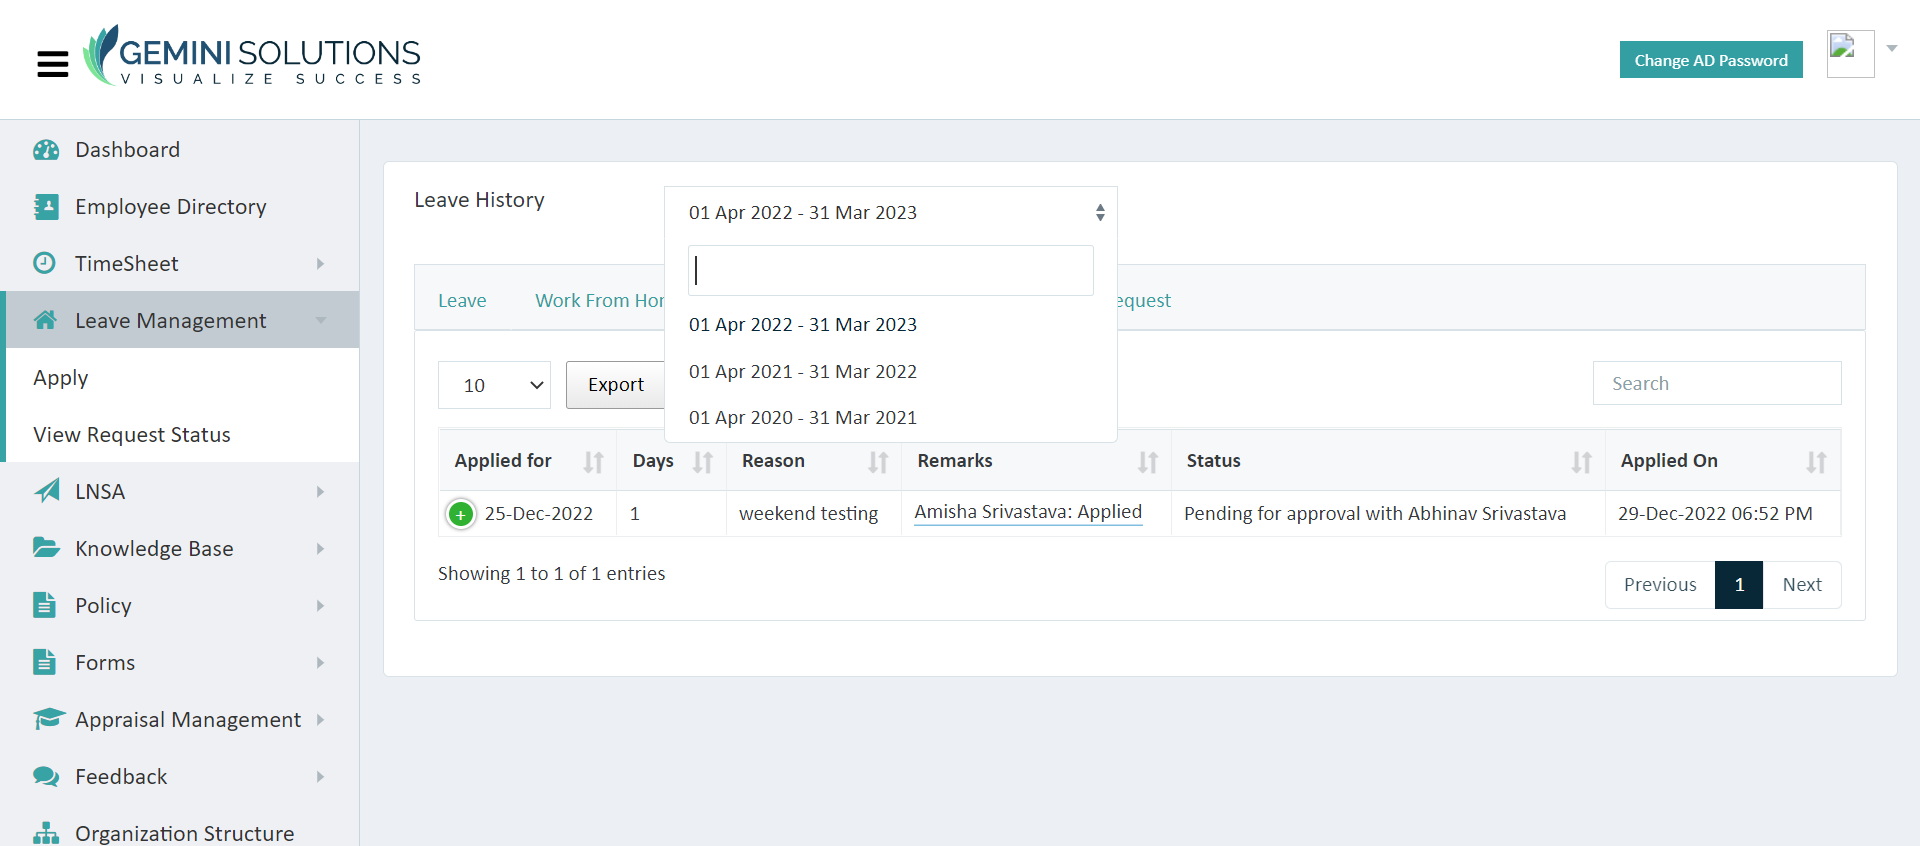 GEMINI SOLUTIONS
VISUALIZE SUCCESS
Change AD Password
Dashboard
Employee Directory
TimeSheet
Leave Management
Apply
View Request Status
LNSA
Knowledge Base
Policy
Forms
Appraisal Management
Feedback
Organization Structure
Leave History
01 Apr 2022 - 31 Mar 2023
01 Apr 2022 - 31 Mar 2023
01 Apr 2021 - 31 Mar 2022
01 Apr 2020 - 31 Mar 2021
Leave Work From Hor equest
10 Export Search
Applied for Days Reason Remarks Status Applied On
25-Dec-2022 1 weekend testing Amisha Srivastava: Applied Pending for approval with Abhinav Srivastava 29-Dec-2022 06:52 PM
Showing 1 to 1 of 1 entries
Previous 1 Next